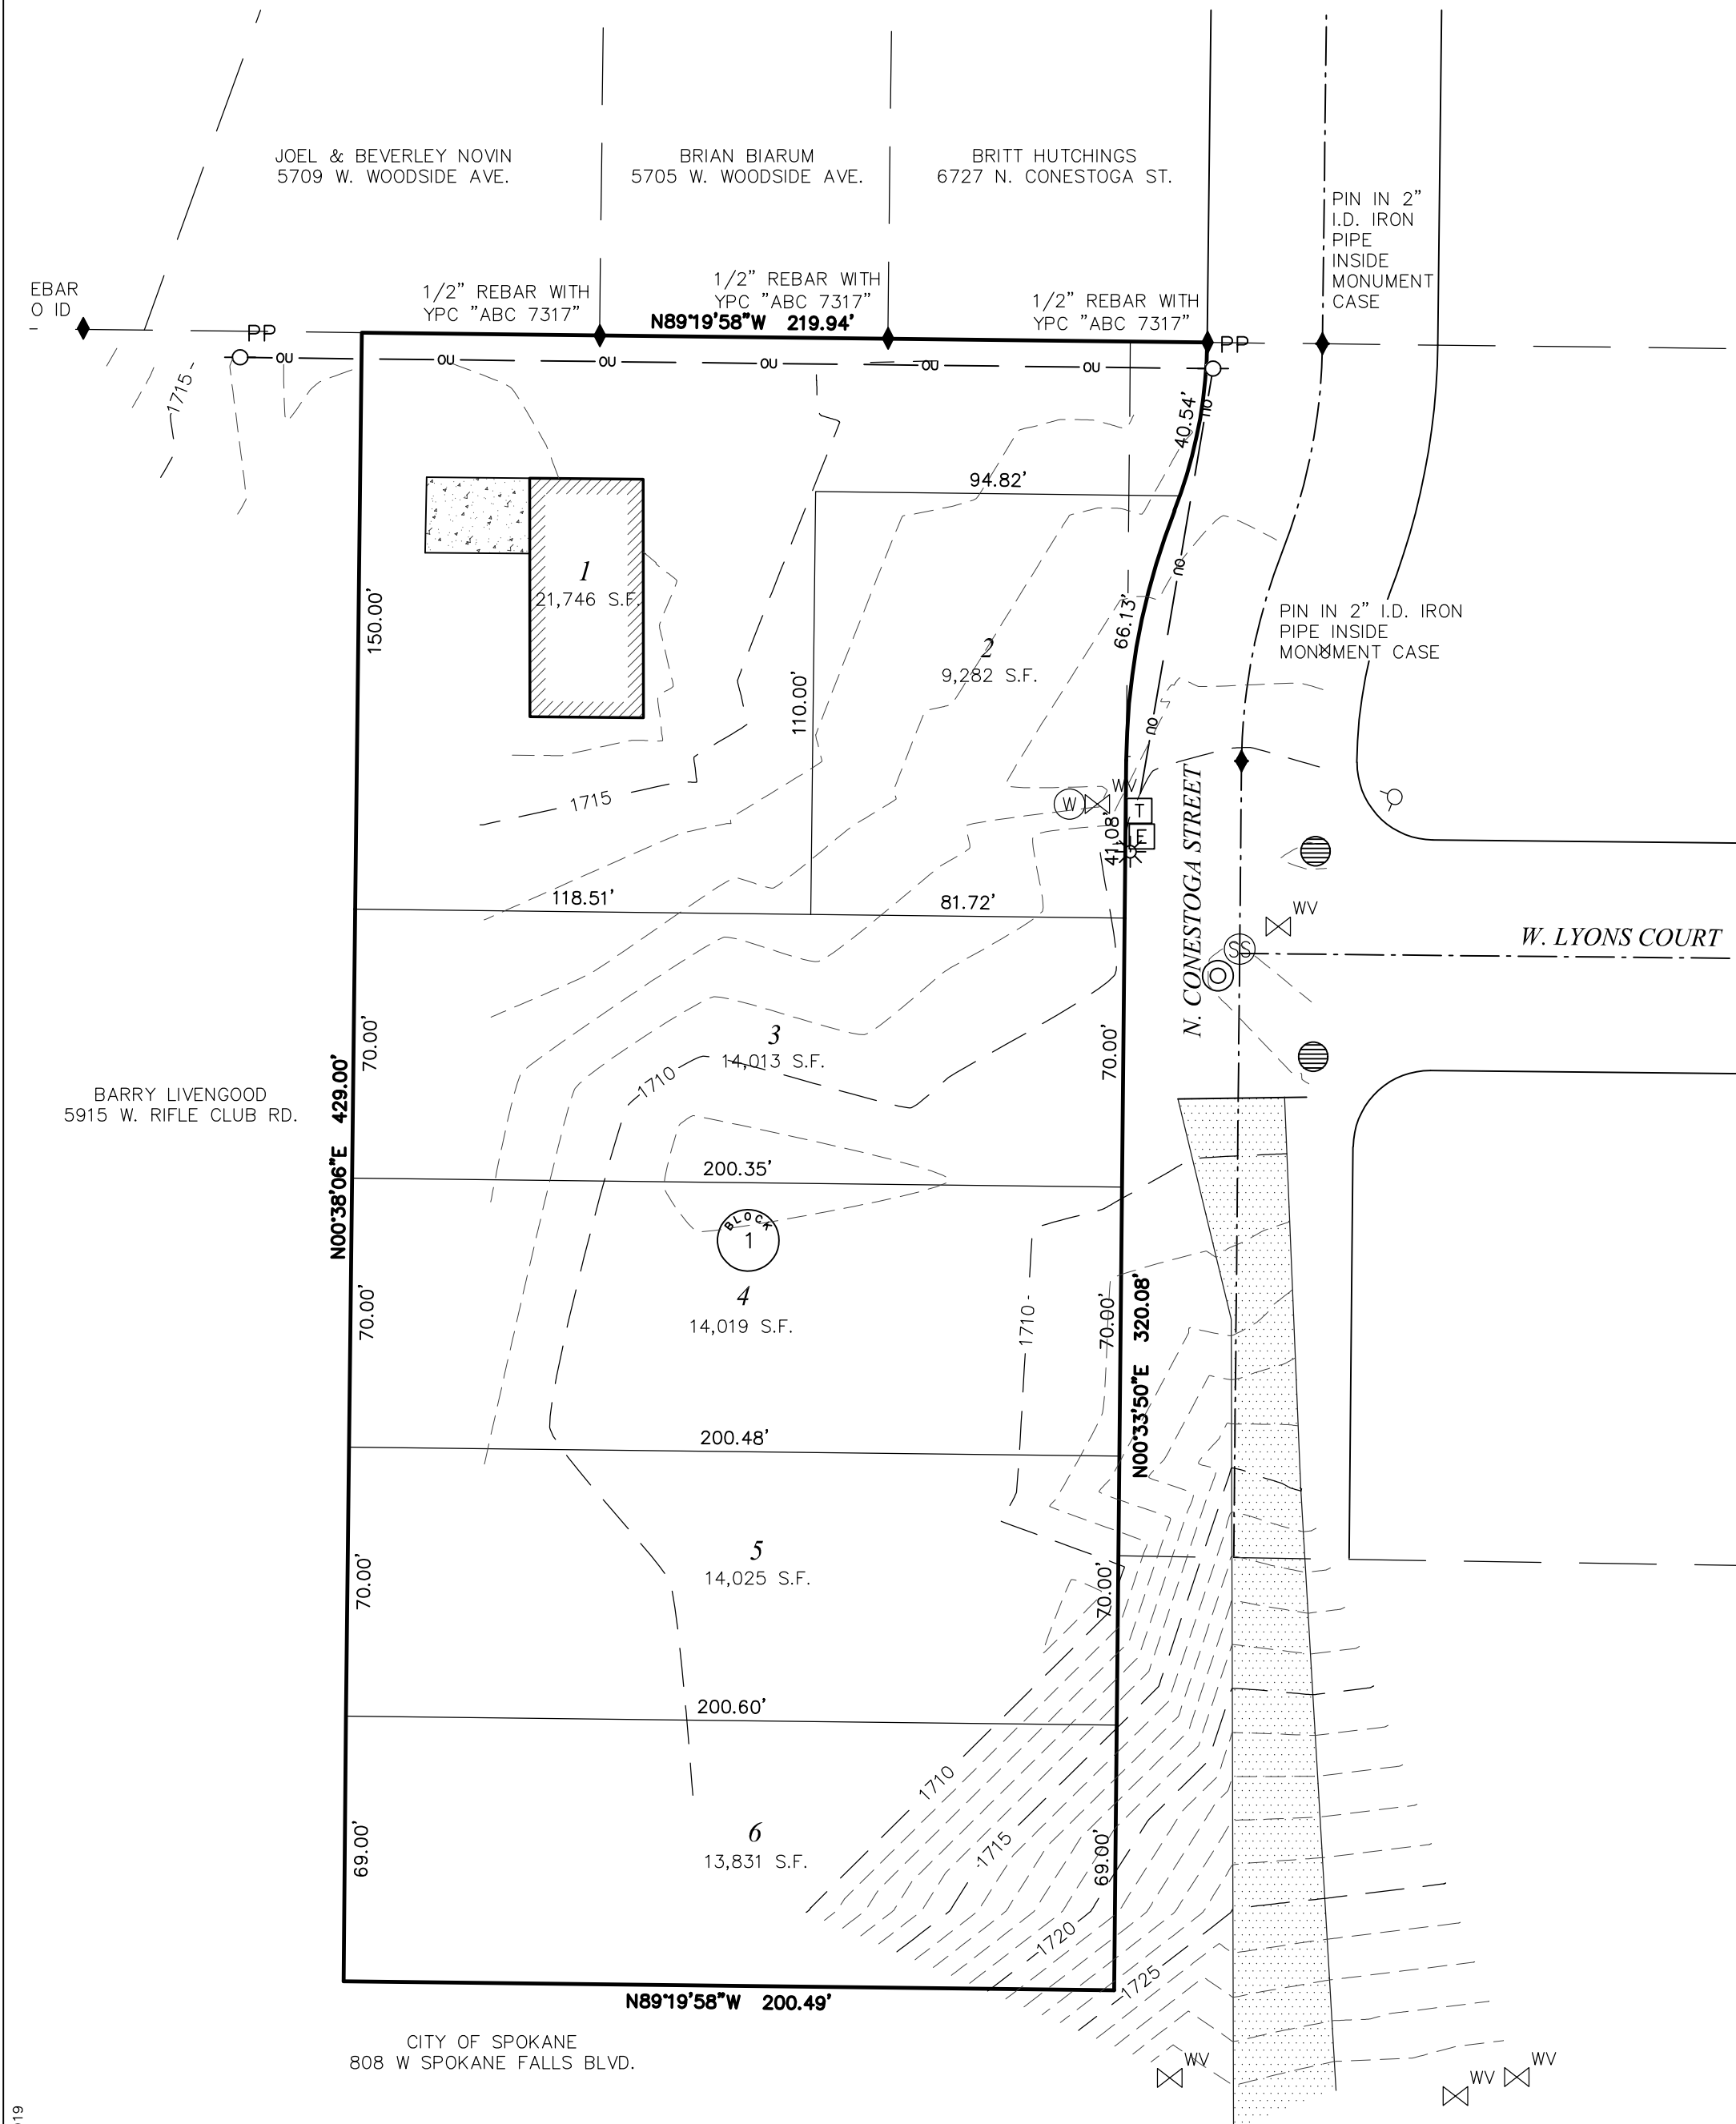 JOEL & BEVERLEY NOVIN
5709 W. WOODSIDE AVE.
BRIAN BIARUM
5705 W. WOODSIDE AVE.
BRITT HUTCHINGS
6727 N. CONESTOGA ST.
PIN IN 2"
I.D. IRON
PIPE
INSIDE
MONUMENT
CASE
EBAR
O ID
1/2" REBAR WITH
YPC "ABC 7317"
1/2" REBAR WITH
YPC "ABC 7317"
1/2" REBAR WITH
YPC "ABC 7317"
N89°19'58"W 219.94'
PP
PP
OU
OU
OU
OU
OU
OU
OU
OU
OU
1715
40.54'
94.82'
1
21,746 S.F.
150.00'
2
9,282 S.F.
66.13'
110.00'
PIN IN 2" I.D. IRON
PIPE INSIDE
MONUMENT CASE
1715
W
WV
T
E
41.08'
N. CONESTOGA STREET
118.51'
81.72'
WV
SS
W. LYONS COURT
70.00'
3
14,013 S.F.
70.00'
1710
BARRY LIVENGOOD
5915 W. RIFLE CLUB RD.
N00°38'06"E 429.00'
200.35'
BLOCK
1
4
14,019 S.F.
70.00'
1710
70.00'
N00°33'50"E 320.08'
200.48'
5
14,025 S.F.
70.00'
70.00'
200.60'
1710
6
13,831 S.F.
69.00'
1715
69.00'
1720
1725
N89°19'58"W 200.49'
CITY OF SPOKANE
808 W SPOKANE FALLS BLVD.
WV
WV
WV